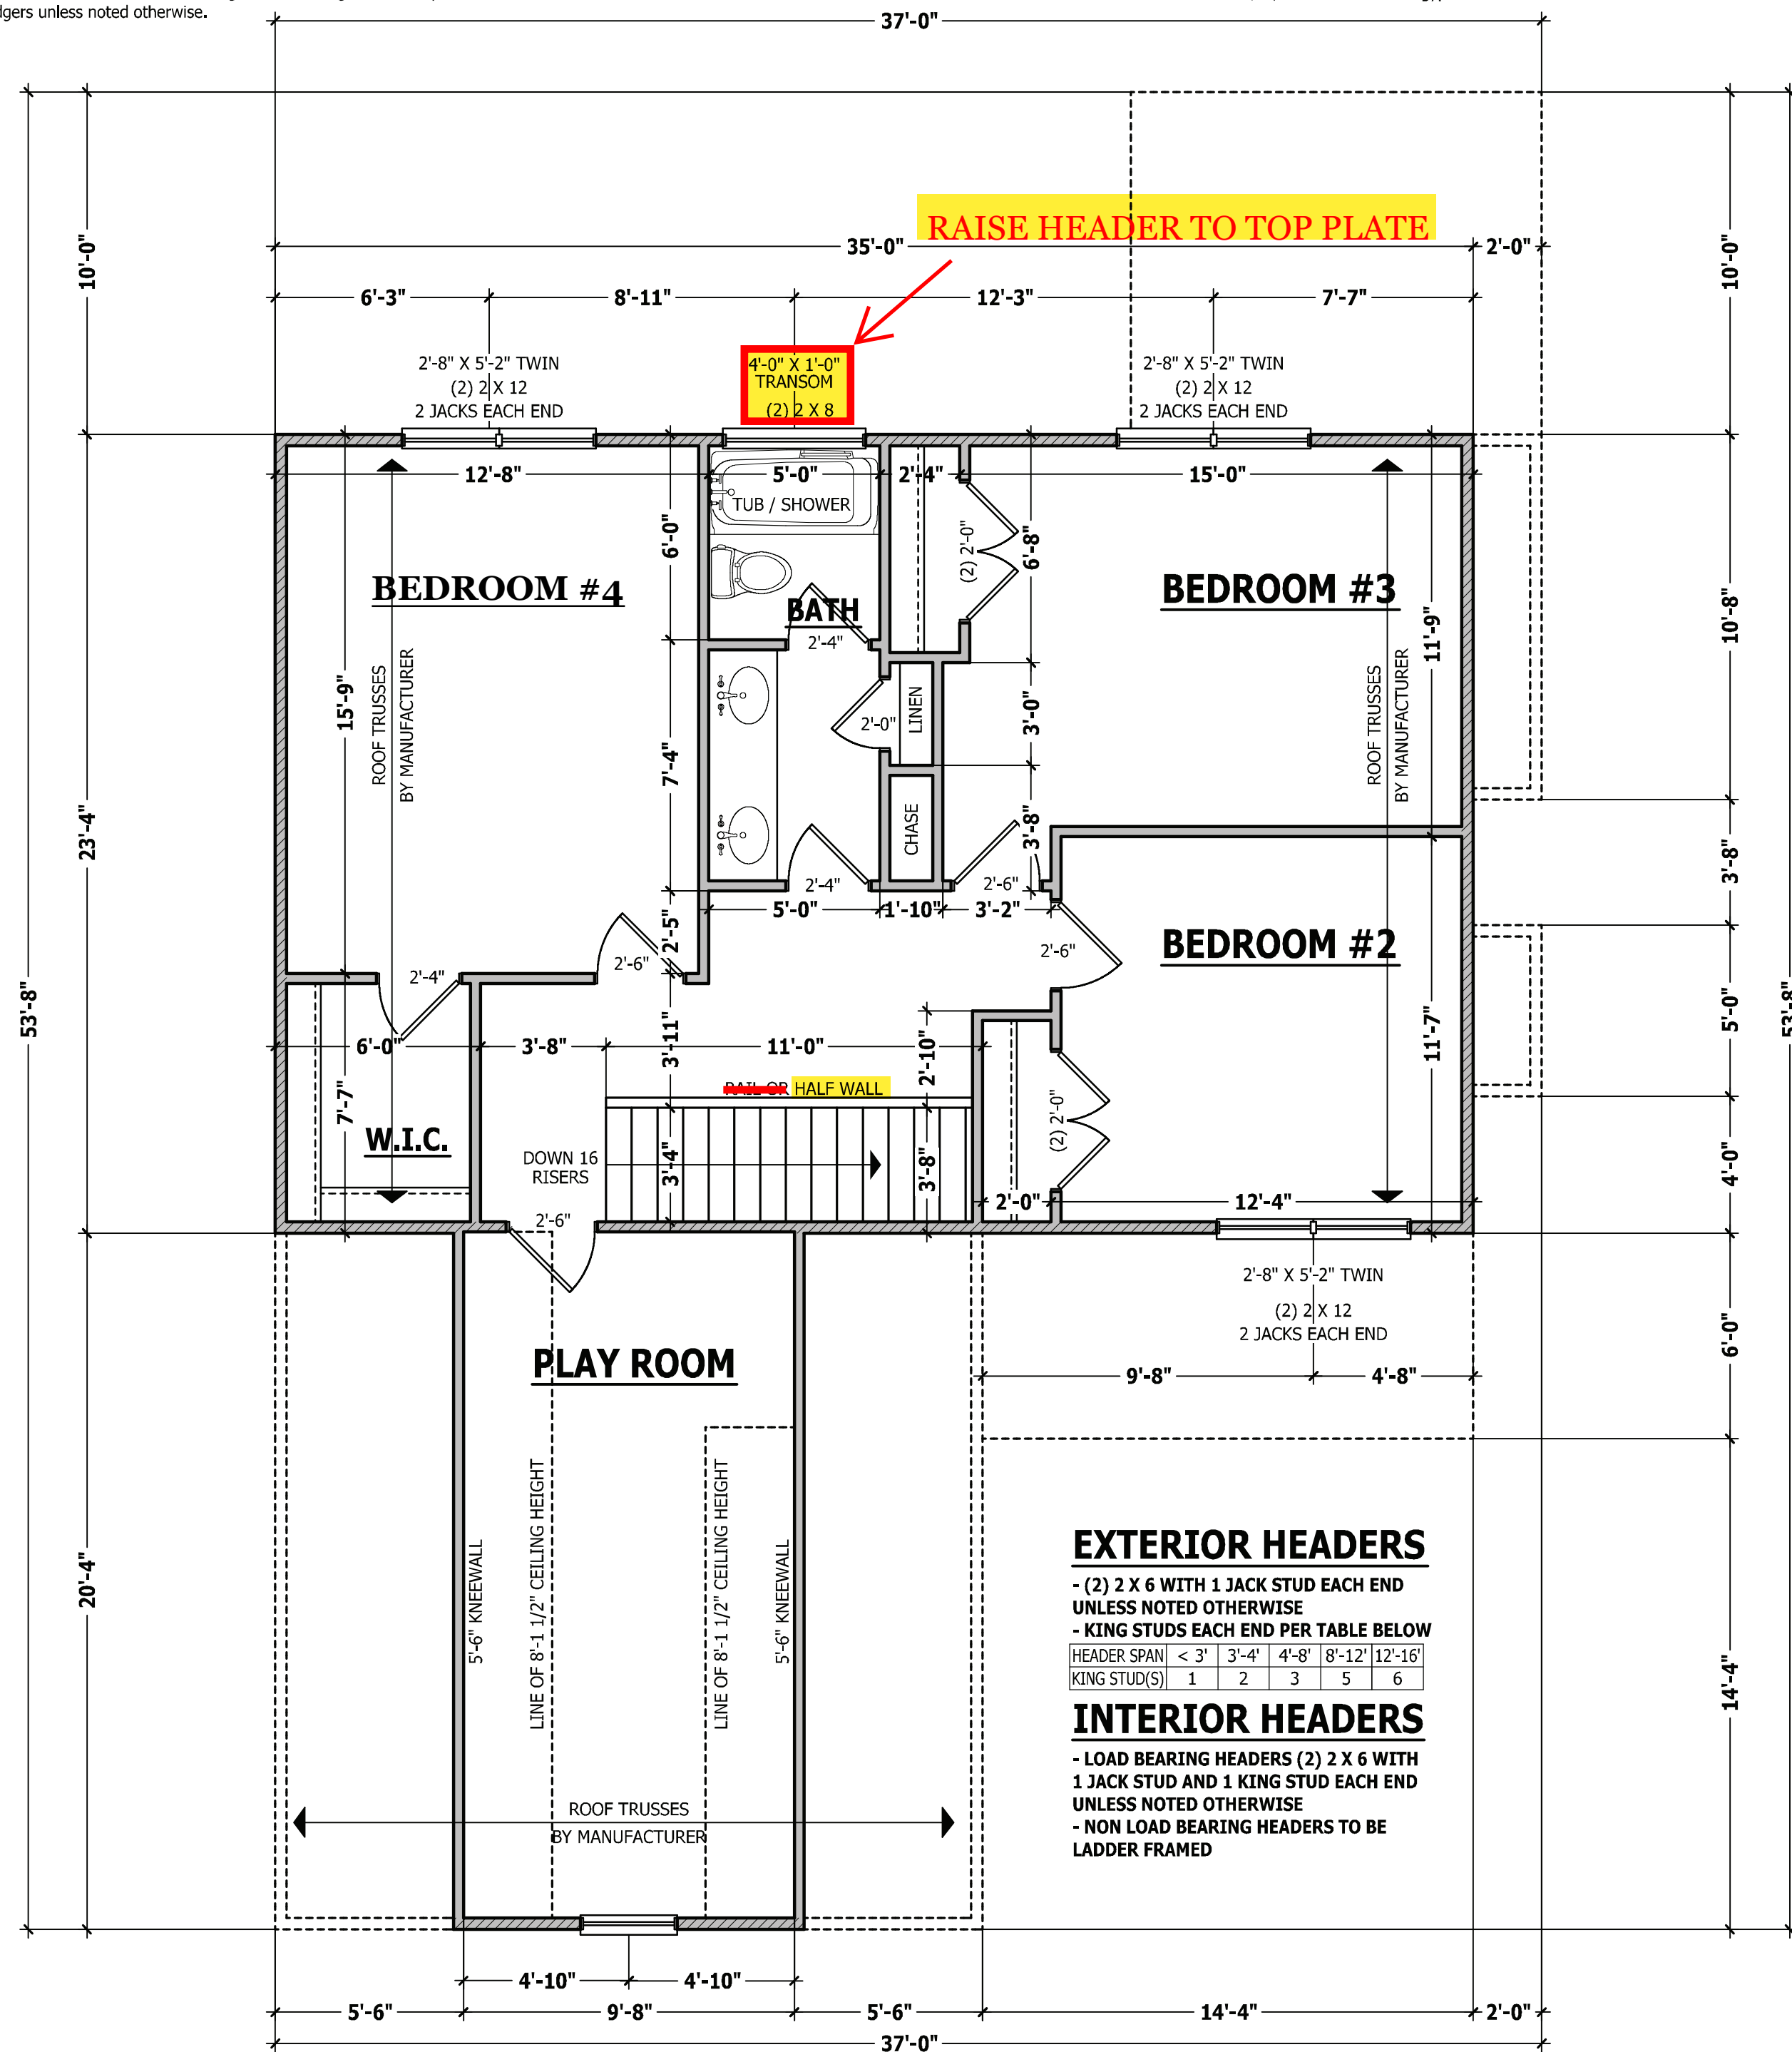 dgers unless noted otherwise.
37'-0"
RAISE HEADER TO TOP PLATE
35'-0"
2'-0"
6'-3"
8'-11"
12'-3"
7'-7"
10'-0"
10'-0"
2'-8" X 5'-2" TWIN
(2) 2 X 12
2 JACKS EACH END
4'-0" X 1'-0"
TRANSOM
(2) 2 X 8
2'-8" X 5'-2" TWIN
(2) 2 X 12
2 JACKS EACH END
12'-8"
5'-0"
2'-4"
15'-0"
TUB / SHOWER
6'-0"
(2) 2'-0"
6'-8"
BEDROOM #4
BATH
2'-4"
BEDROOM #3
10'-8"
11'-9"
15'-9"
ROOF TRUSSES
BY MANUFACTURER
2'-0"
LINEN
3'-0"
ROOF TRUSSES
BY MANUFACTURER
7'-4"
23'-4"
CHASE
3'-8"
3'-8"
2'-4"
2'-6"
5'-0"
1'-10"
3'-2"
2'-5"
2'-6"
2'-4"
2'-6"
BEDROOM #2
53'-8"
53'-8"
5'-0"
6'-0"
3'-8"
3'-11"
11'-0"
2'-10"
11'-7"
RAIL OR HALF WALL
7'-7"
(2) 2'-0"
W.I.C.
DOWN 16
RISERS
3'-4"
3'-8"
4'-0"
2'-0"
12'-4"
2'-6"
2'-8" X 5'-2" TWIN
(2) 2 X 12
2 JACKS EACH END
6'-0"
PLAY ROOM
9'-8"
4'-8"
20'-4"
5'-6" KNEEWALL
LINE OF 8'-1 1/2" CEILING HEIGHT
LINE OF 8'-1 1/2" CEILING HEIGHT
5'-6" KNEEWALL
EXTERIOR HEADERS
- (2) 2 X 6 WITH 1 JACK STUD EACH END
UNLESS NOTED OTHERWISE
- KING STUDS EACH END PER TABLE BELOW
HEADER SPAN < 3' 3'-4' 4'-8' 8'-12' 12'-16'
KING STUD(S) 1 2 3 5 6
14'-4"
INTERIOR HEADERS
- LOAD BEARING HEADERS (2) 2 X 6 WITH
1 JACK STUD AND 1 KING STUD EACH END
UNLESS NOTED OTHERWISE
- NON LOAD BEARING HEADERS TO BE
LADDER FRAMED
ROOF TRUSSES
BY MANUFACTURER
4'-10"
4'-10"
5'-6"
9'-8"
5'-6"
14'-4"
2'-0"
37'-0"